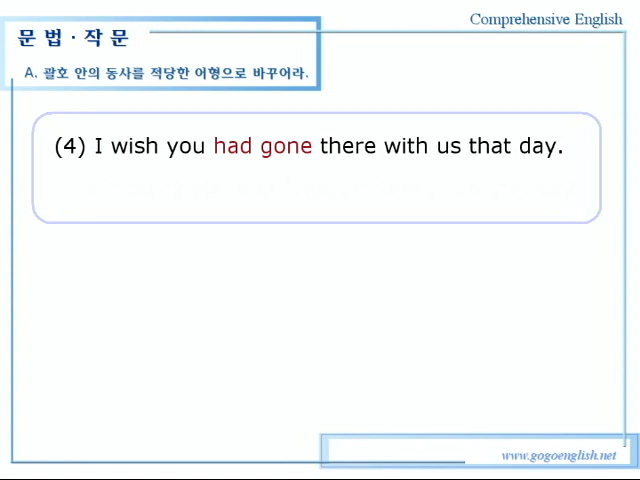 Comprehensive English
문 법 · 작 문
A. 괄호 안의 동사를 적당한 어형으로 바꾸어라.
(4) I wish you had gone there with us that day.
www.gogoenglish.net